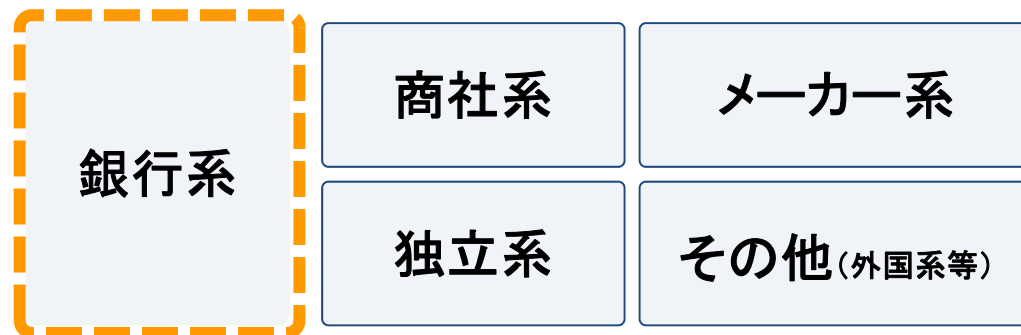 銀行系
商社系
メーカー系
独立系
その他（外国系等）